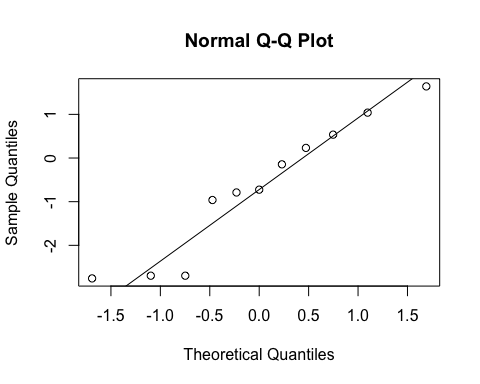 Normal Q-Q Plot
Sample Quantiles
1
0
-1
-2
-1.5 -1.0 -0.5 0.0 0.5 1.0 1.5
Theoretical Quantiles